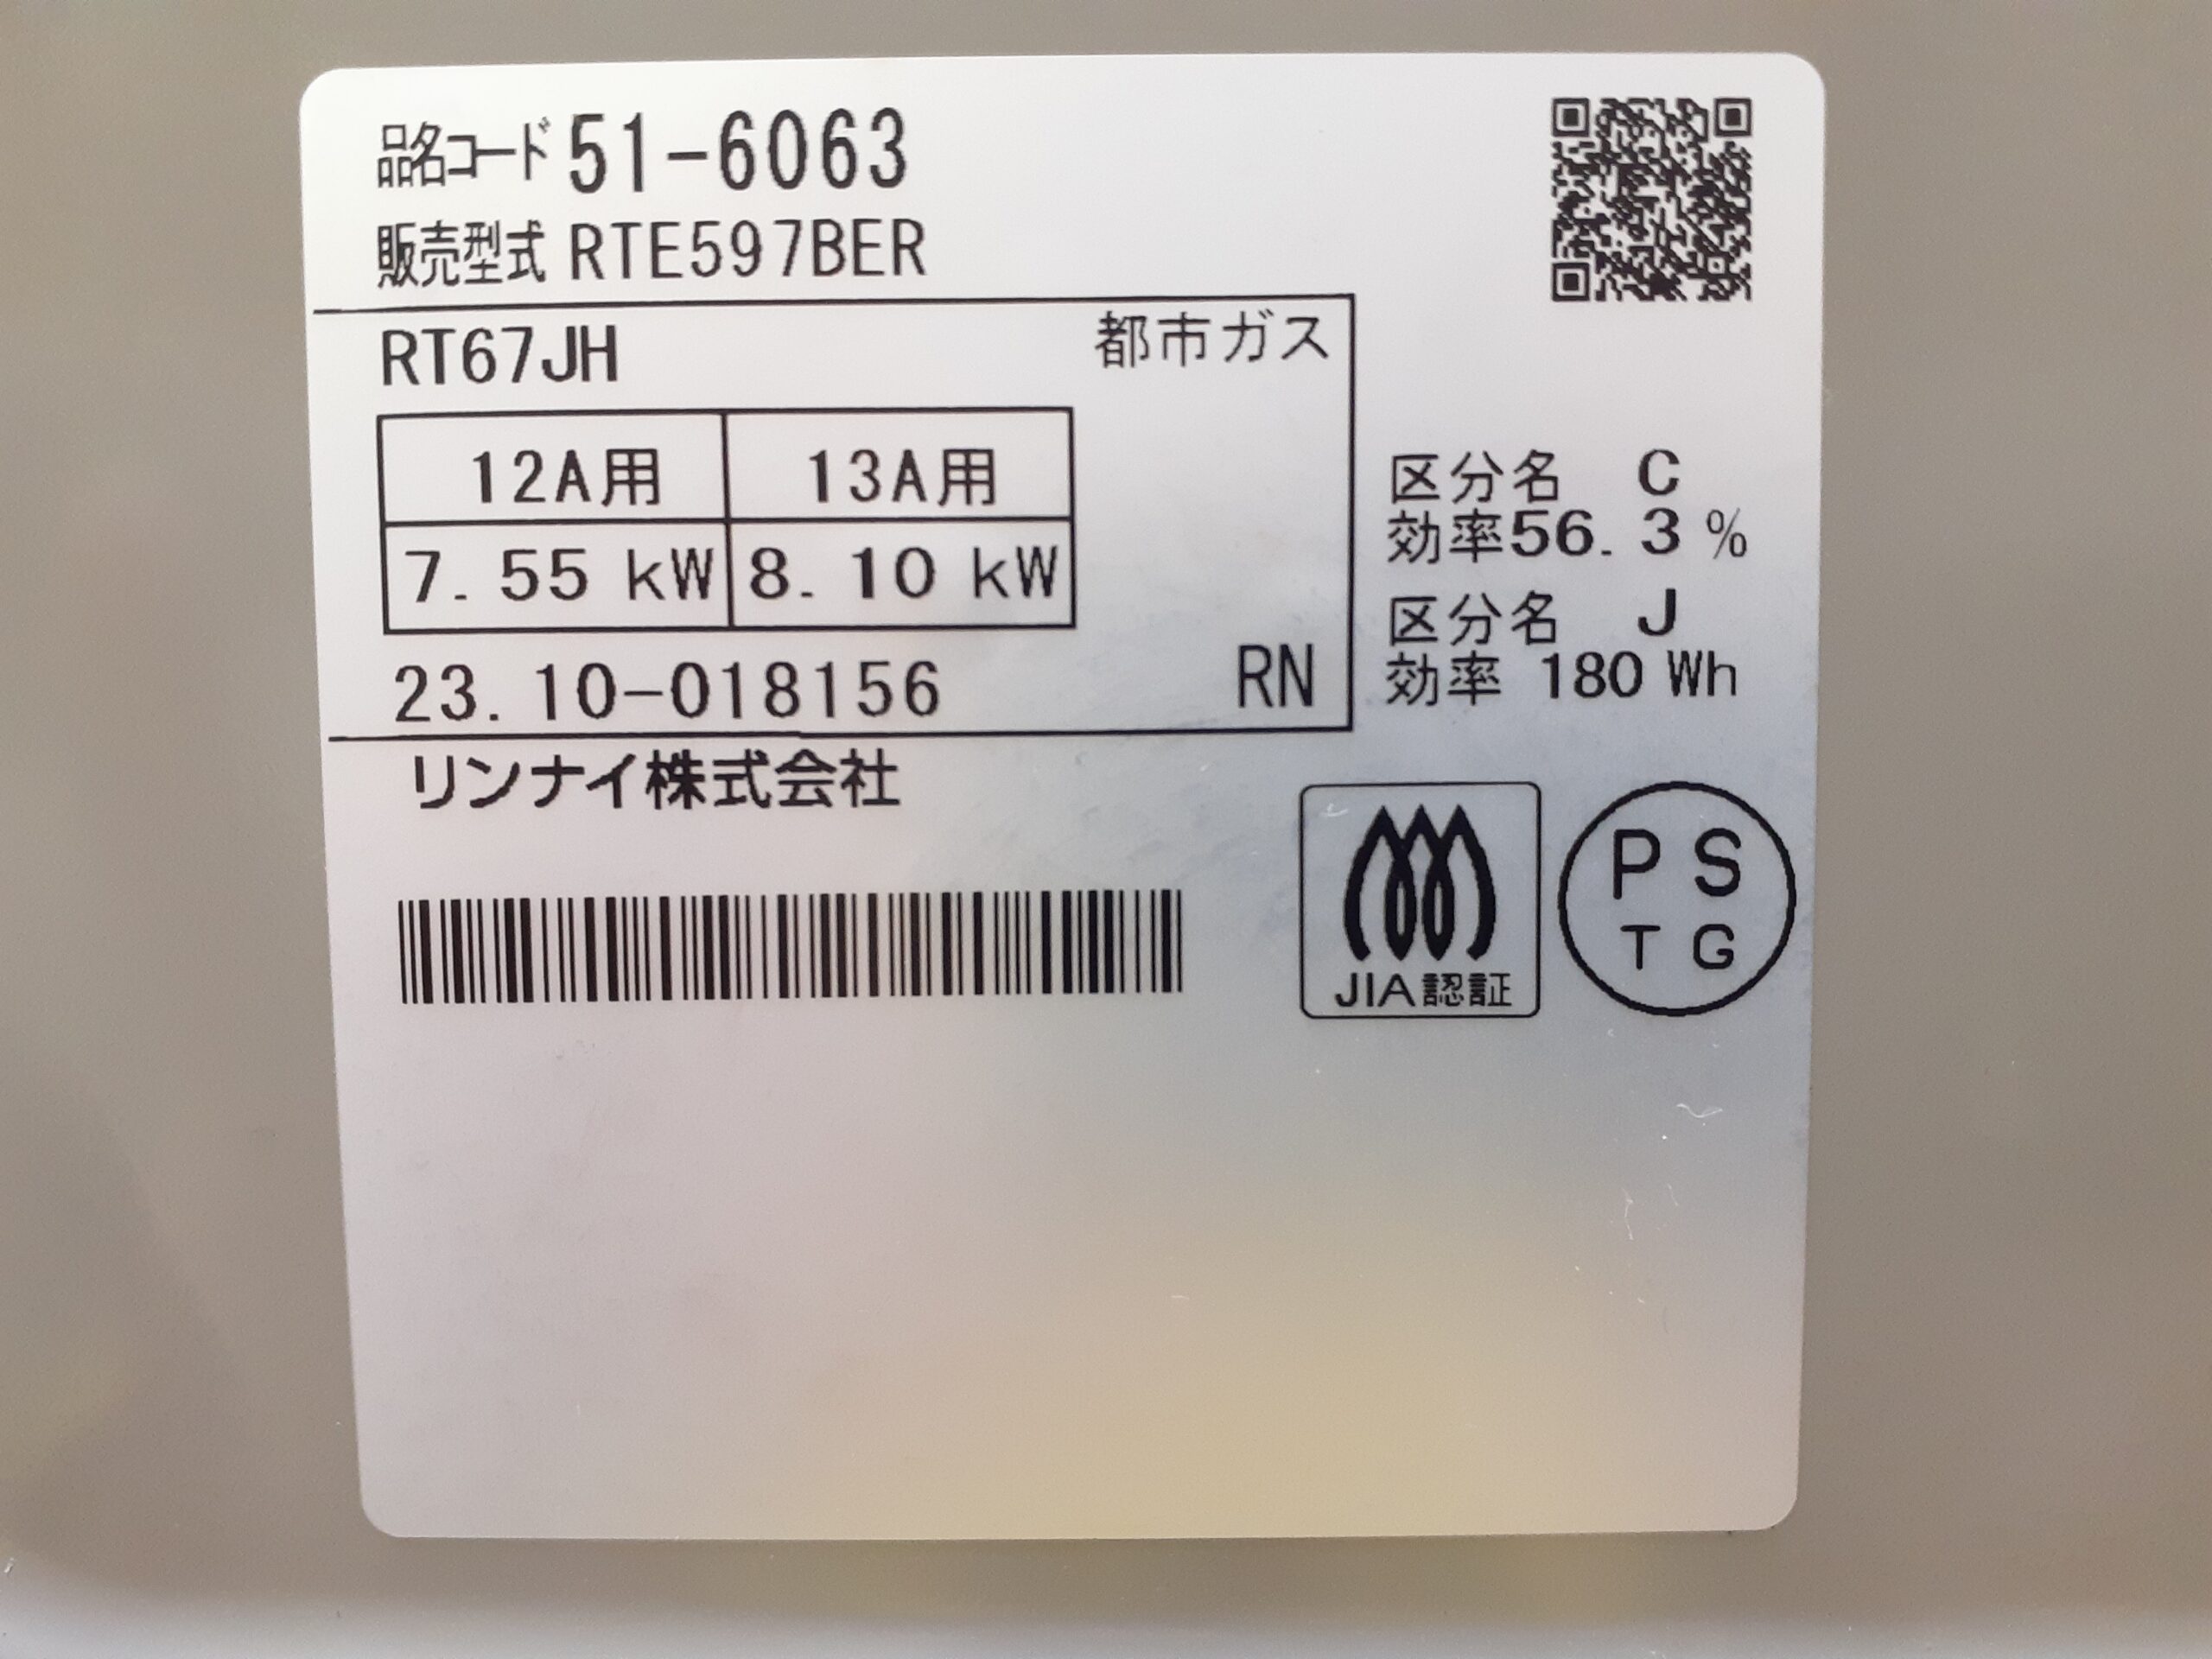 品名コード 51-6063
販売型式 RTE597BER
RT67JH 都市ガス
12A用 13A用
7.55 kW 8.10 kW
23.10-018156 RN
リンナイ株式会社
区分名 C
効率56.3 %
区分名 J
効率 180 Wh
JIA認証
PS
TG